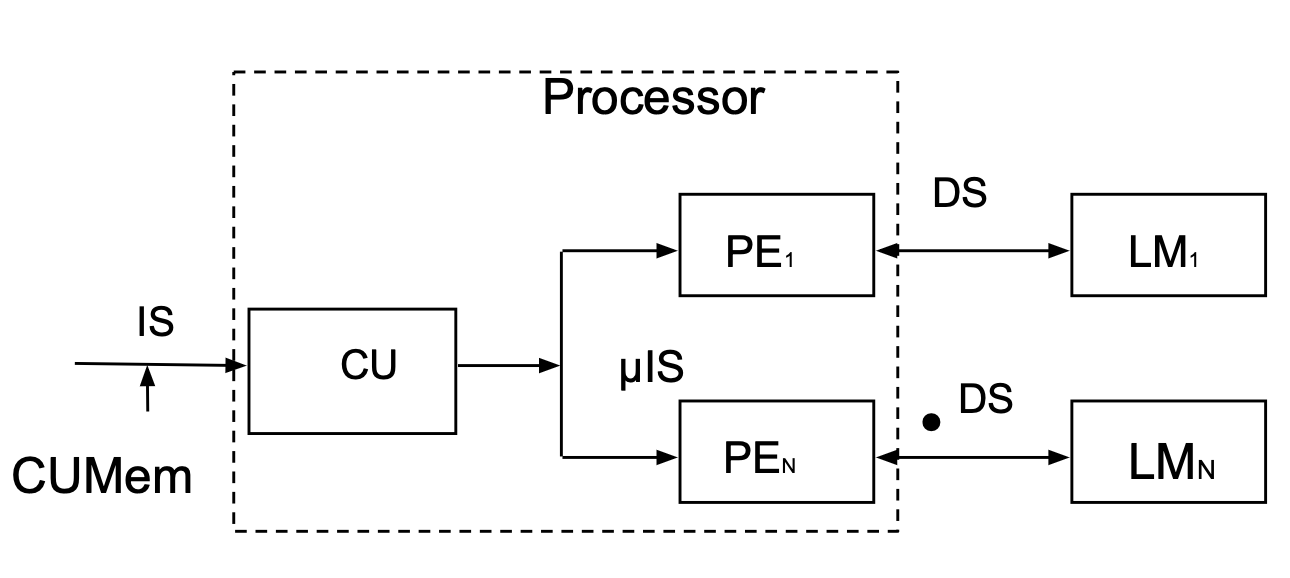 Processor
DS
PE1
LM1
IS
CU
µIS
DS
CUMem
PEN
LMN